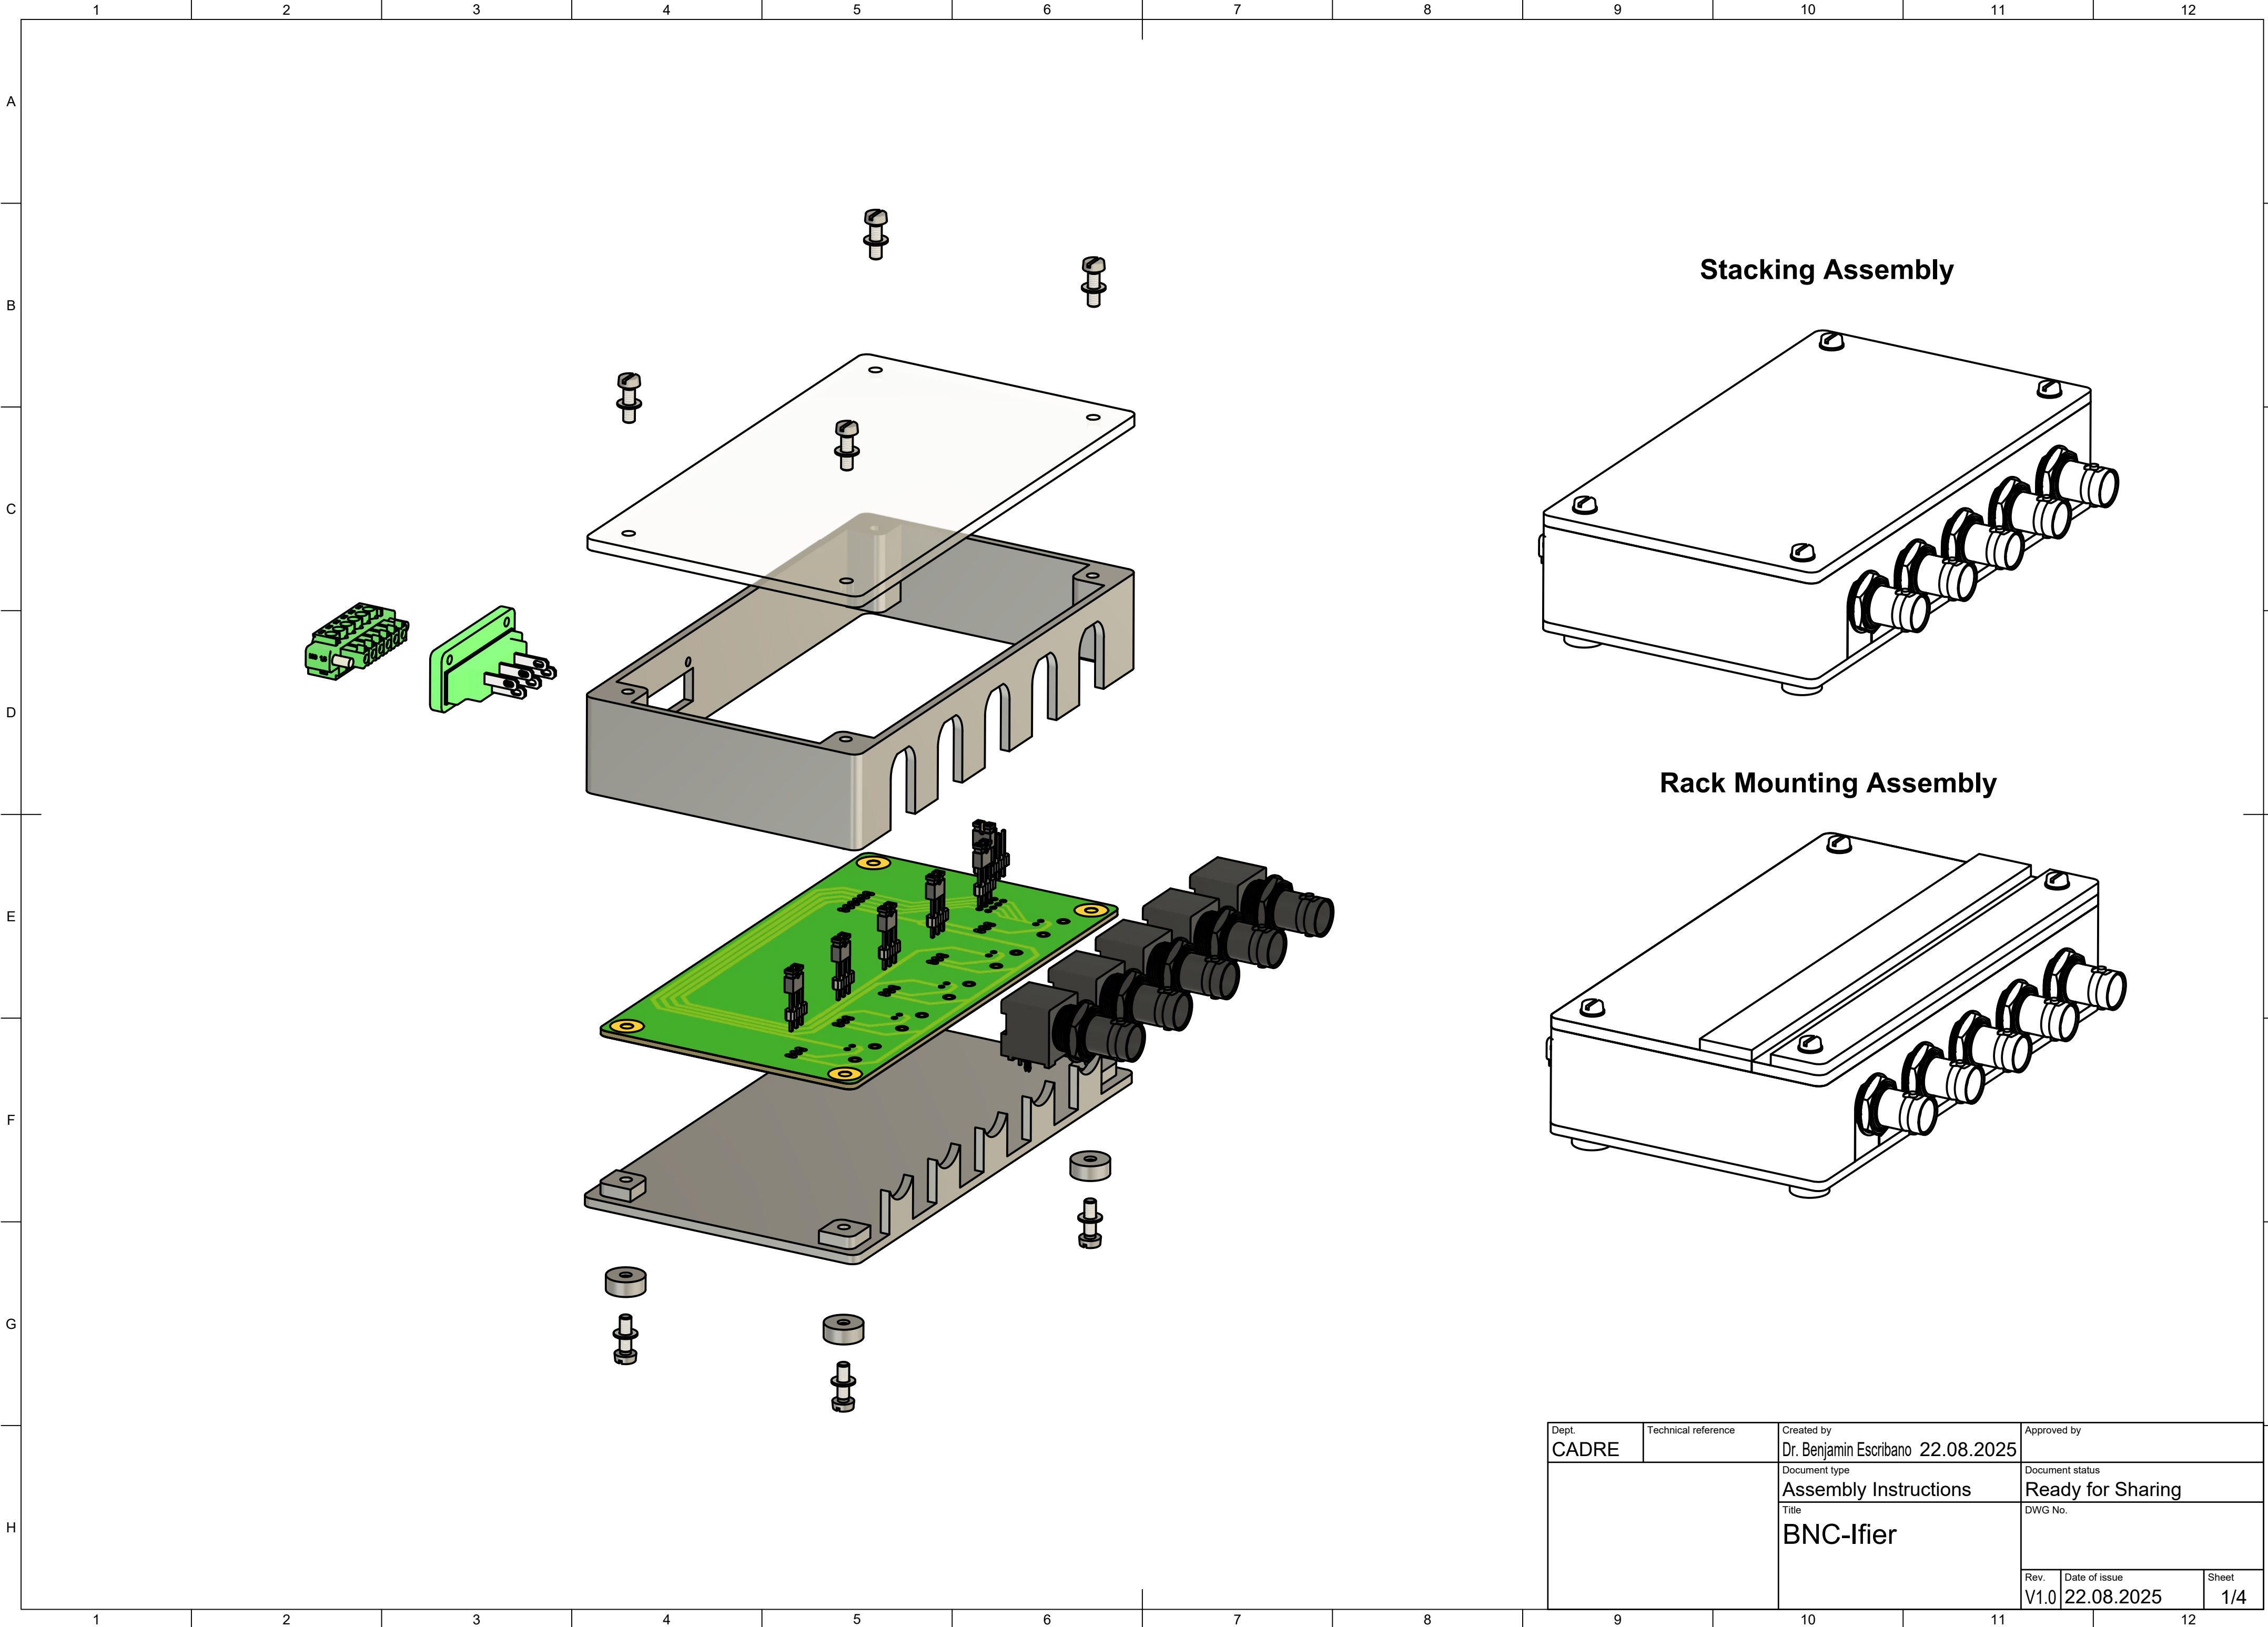 1 2 3 4 5 6 7 8 9 10 11 12
A
B
Stacking Assembly
C
D
Rack Mounting Assembly
E
F
G
H
Dept.
CADRE
Technical reference
Created by
Dr. Benjamin Escribano 22.08.2025
Approved by
Document type
Assembly Instructions
Document status
Ready for Sharing
Title
BNC-Ifier
DWG No.
Rev.
V1.0
Date of issue
22.08.2025
Sheet
1/4
1 2 3 4 5 6 7 8 9 10 11 12